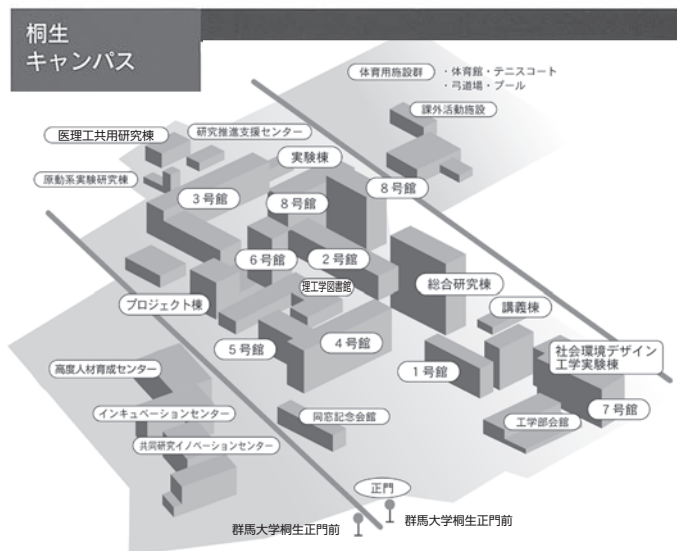 桐生
キャンパス
体育用施設群
・体育館・テニスコート
・弓道場・プール
課外活動施設
医理工共用研究棟
研究推進支援センター
実験棟
原動系実験研究棟
3号館
8号館
8号館
6号館
2号館
理工学図書館
総合研究棟
プロジェクト棟
講義棟
5号館
4号館
社会環境デザイン
工学実験棟
高度人材育成センター
1号館
インキュベーションセンター
同窓記念会館
工学部会館
7号館
共同研究イノベーションセンター
正門
群馬大学桐生正門前
群馬大学桐生正門前